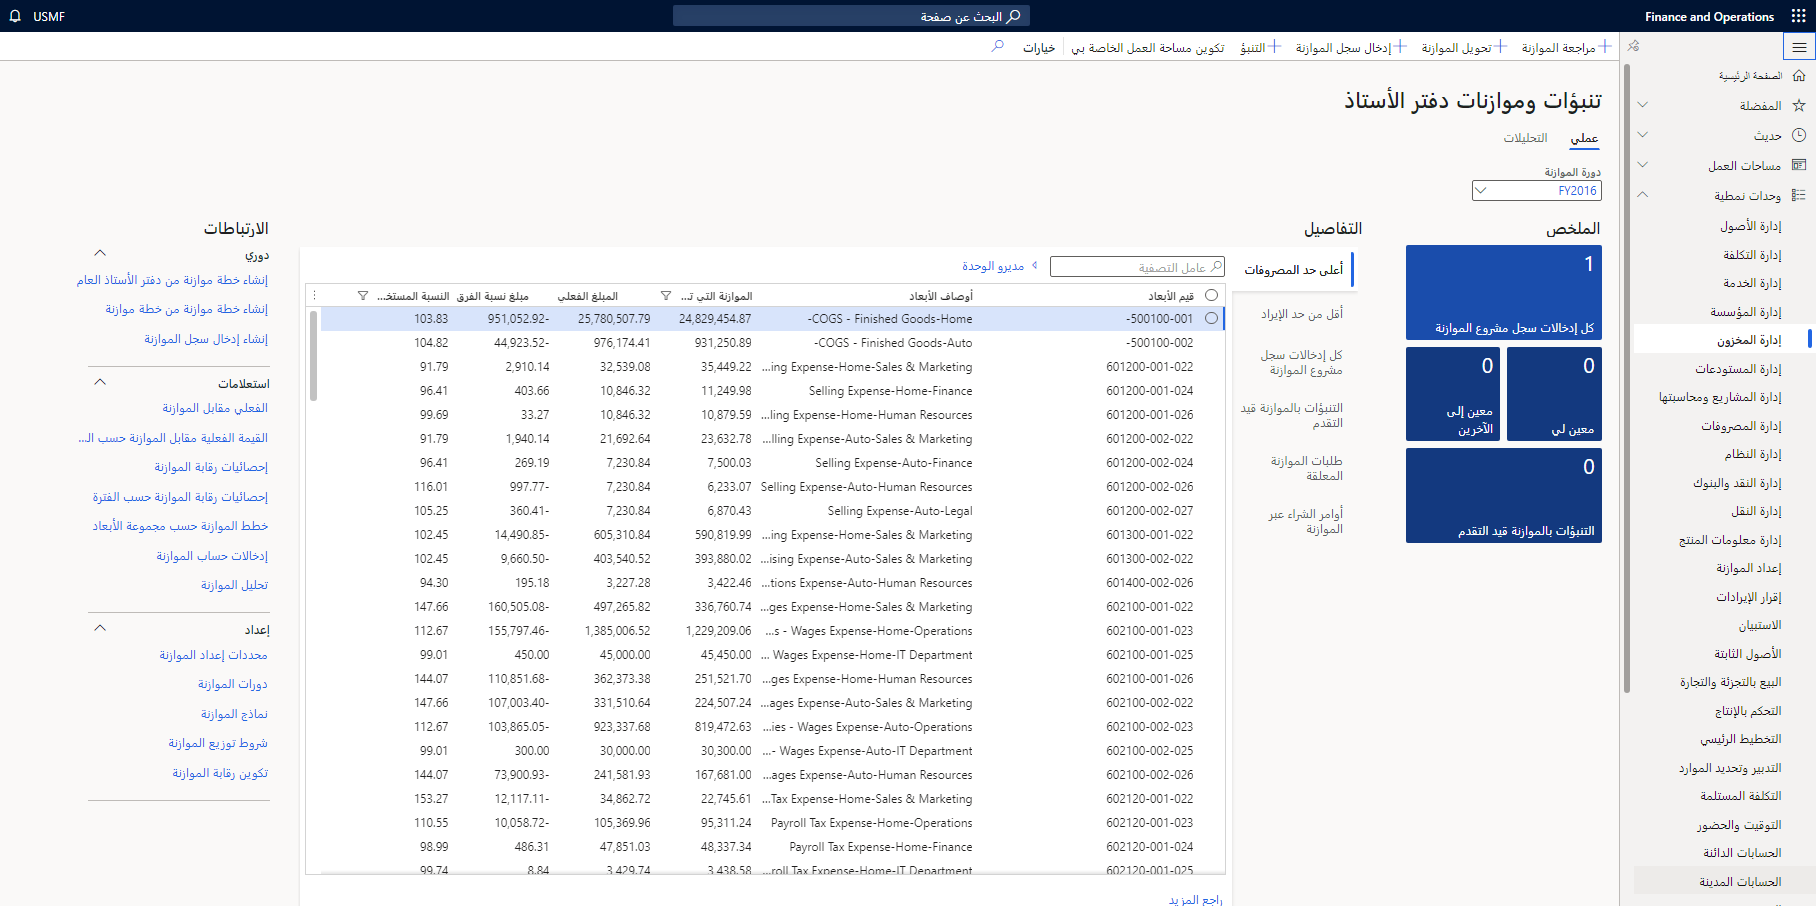 Finance and Operations
البحث عن صفحة
USMF
مراجعة الموازنة
تحويل الموازنة
إدخال سجل الموازنة
التنبؤ
تكوين مساحة العمل الخاصة بي
خيارات
الصفحة الرئيسية
المفضلة
حديث
مساحات العمل
وحدات نمطية
إدارة الأصول
إدارة التكلفة
إدارة الخدمة
إدارة المؤسسة
إدارة المخزون
إدارة المستودعات
إدارة المشاريع ومحاسبتها
إدارة المصروفات
إدارة النظام
إدارة النقد والبنوك
إدارة النقل
إدارة معلومات المنتج
إعداد الموازنة
إقرار الإيرادات
الاستبيان
الأصول الثابتة
البيع بالتجزئة والتجارة
التحكم بالإنتاج
التخطيط الرئيسي
التدبير وتحديد الموارد
التكلفة المستلمة
التوقيت والحضور
الحسابات الدائنة
الحسابات المدينة
تنبؤات وموازنات دفتر الأستاذ
عملي
التحليلات
دورة الموازنة
FY2016
الملخص
1
كل إدخالات سجل مشروع الموازنة
0
معين لي
0
معين إلى
الآخرين
0
التنبؤات بالموازنة قيد التقدم
التفاصيل
أعلى حد المصروفات
أقل من حد الإيراد
كل إدخالات سجل
مشروع الموازنة
التنبؤات بالموازنة قيد
التقدم
طلبات الموازنة
المعلقة
أوامر الشراء عبر
الموازنة
عامل التصفية
مديرو الوحدة
قيم الأبعاد أوصاف الأبعاد الموازنة التي تـ... المبلغ الفعلي مبلغ نسبة الفرق النسبة المستخـ...
-500100-001 -COGS - Finished Goods-Home 24,829,454.87 25,780,507.79 951,052.92- 103.83
-500100-002 -COGS - Finished Goods-Auto 931,250.89 976,174.41 44,923.52- 104.82
601200-001-022 ...ing Expense-Home-Sales & Marketing 35,449.22 32,539.08 2,910.14 91.79
601200-001-024 Selling Expense-Home-Finance 11,249.98 10,846.32 403.66 96.41
601200-001-026 ...ling Expense-Home-Human Resources 10,879.59 10,846.32 33.27 99.69
601200-002-022 ...lling Expense-Auto-Sales & Marketing 23,632.78 21,692.64 1,940.14 91.79
601200-002-024 Selling Expense-Auto-Finance 7,500.03 7,230.84 269.19 96.41
601200-002-026 Selling Expense-Auto-Human Resources 6,233.07 7,230.84 997.77- 116.01
601200-002-027 Selling Expense-Auto-Legal 6,870.43 7,230.84 360.41- 105.25
601300-001-022 ...ing Expense-Home-Sales & Marketing 590,819.99 605,310.84 14,490.85- 102.45
601300-002-022 ...ising Expense-Auto-Sales & Marketing 393,880.02 403,540.52 9,660.50- 102.45
601400-002-026 ...tions Expense-Auto-Human Resources 3,422.46 3,227.28 195.18 94.30
602100-001-022 ...ges Expense-Home-Sales & Marketing 336,760.74 497,265.82 160,505.08- 147.66
602100-001-023 ...s - Wages Expense-Home-Operations 1,229,209.06 1,385,006.52 155,797.46- 112.67
602100-001-025 ... Wages Expense-Home-IT Department 45,450.00 45,000.00 450.00 99.01
602100-001-026 ...ges Expense-Home-Human Resources 251,521.70 362,373.38 110,851.68- 144.07
602100-002-022 ...ages Expense-Auto-Sales & Marketing 224,507.24 331,510.64 107,003.40- 147.66
602100-002-023 ...ies - Wages Expense-Auto-Operations 819,472.63 923,337.68 103,865.05- 112.67
602100-002-025 ...- Wages Expense-Auto-IT Department 30,300.00 30,000.00 300.00 99.01
602100-002-026 ...ages Expense-Auto-Human Resources 167,681.00 241,581.93 73,900.93- 144.07
602120-001-022 ...Tax Expense-Home-Sales & Marketing 22,745.61 34,862.72 12,117.11- 153.27
602120-001-023 Payroll Tax Expense-Home-Operations 95,311.24 105,369.96 10,058.72- 110.55
602120-001-024 Payroll Tax Expense-Home-Finance 48,337.34 47,851.03 486.31 98.99
602120-001-025 ...roll Tax Expense-Home-IT Department 3,438.58 3,429.74 8.84 99.74
راجع المزيد
الارتباطات
دوري
إنشاء خطة موازنة من دفتر الأستاذ العام
إنشاء خطة موازنة من خطة موازنة
إنشاء إدخال سجل الموازنة
استعلامات
الفعلي مقابل الموازنة
القيمة الفعلية مقابل الموازنة حسب الـ...
إحصائيات رقابة الموازنة
إحصائيات رقابة الموازنة حسب الفترة
خطط الموازنة حسب مجموعة الأبعاد
إدخالات حساب الموازنة
تحليل الموازنة
إعداد
محددات إعداد الموازنة
دورات الموازنة
نماذج الموازنة
شروط توزيع الموازنة
تكوين رقابة الموازنة